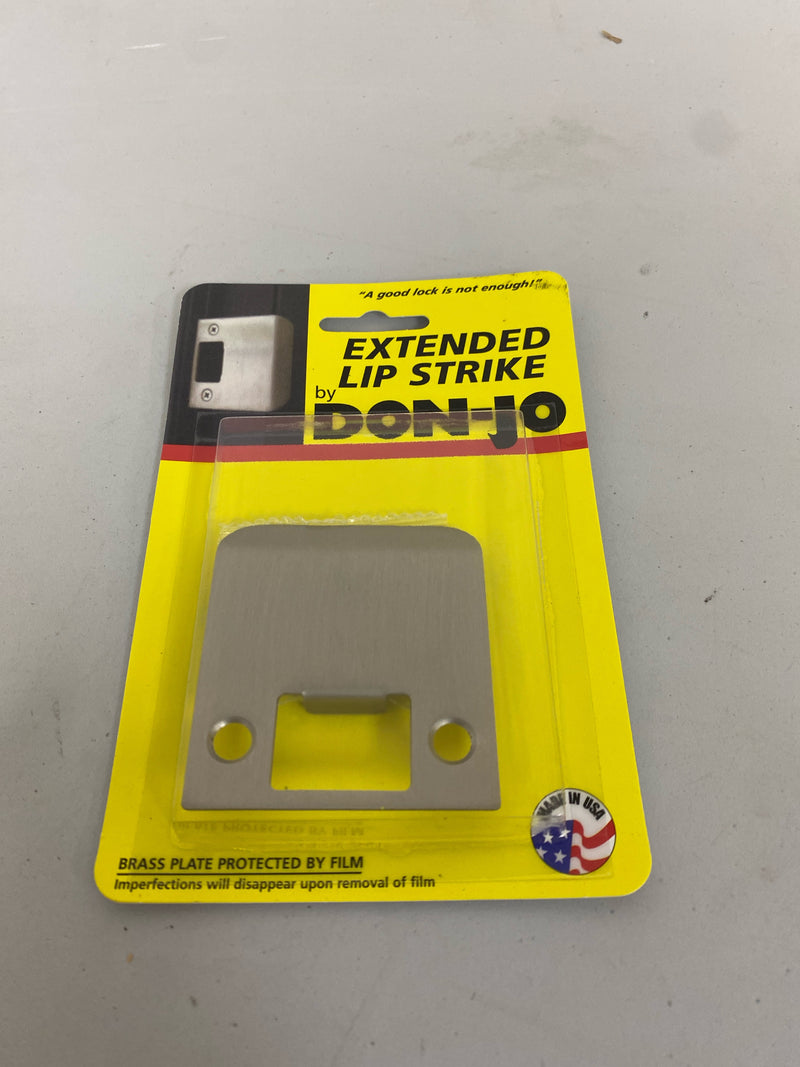 "A good lock is not enough!"
EXTENDED
LIP STRIKE
by
DON-JO
MADE IN USA
BRASS PLATE PROTECTED BY FILM
Imperfections will disappear upon removal of film